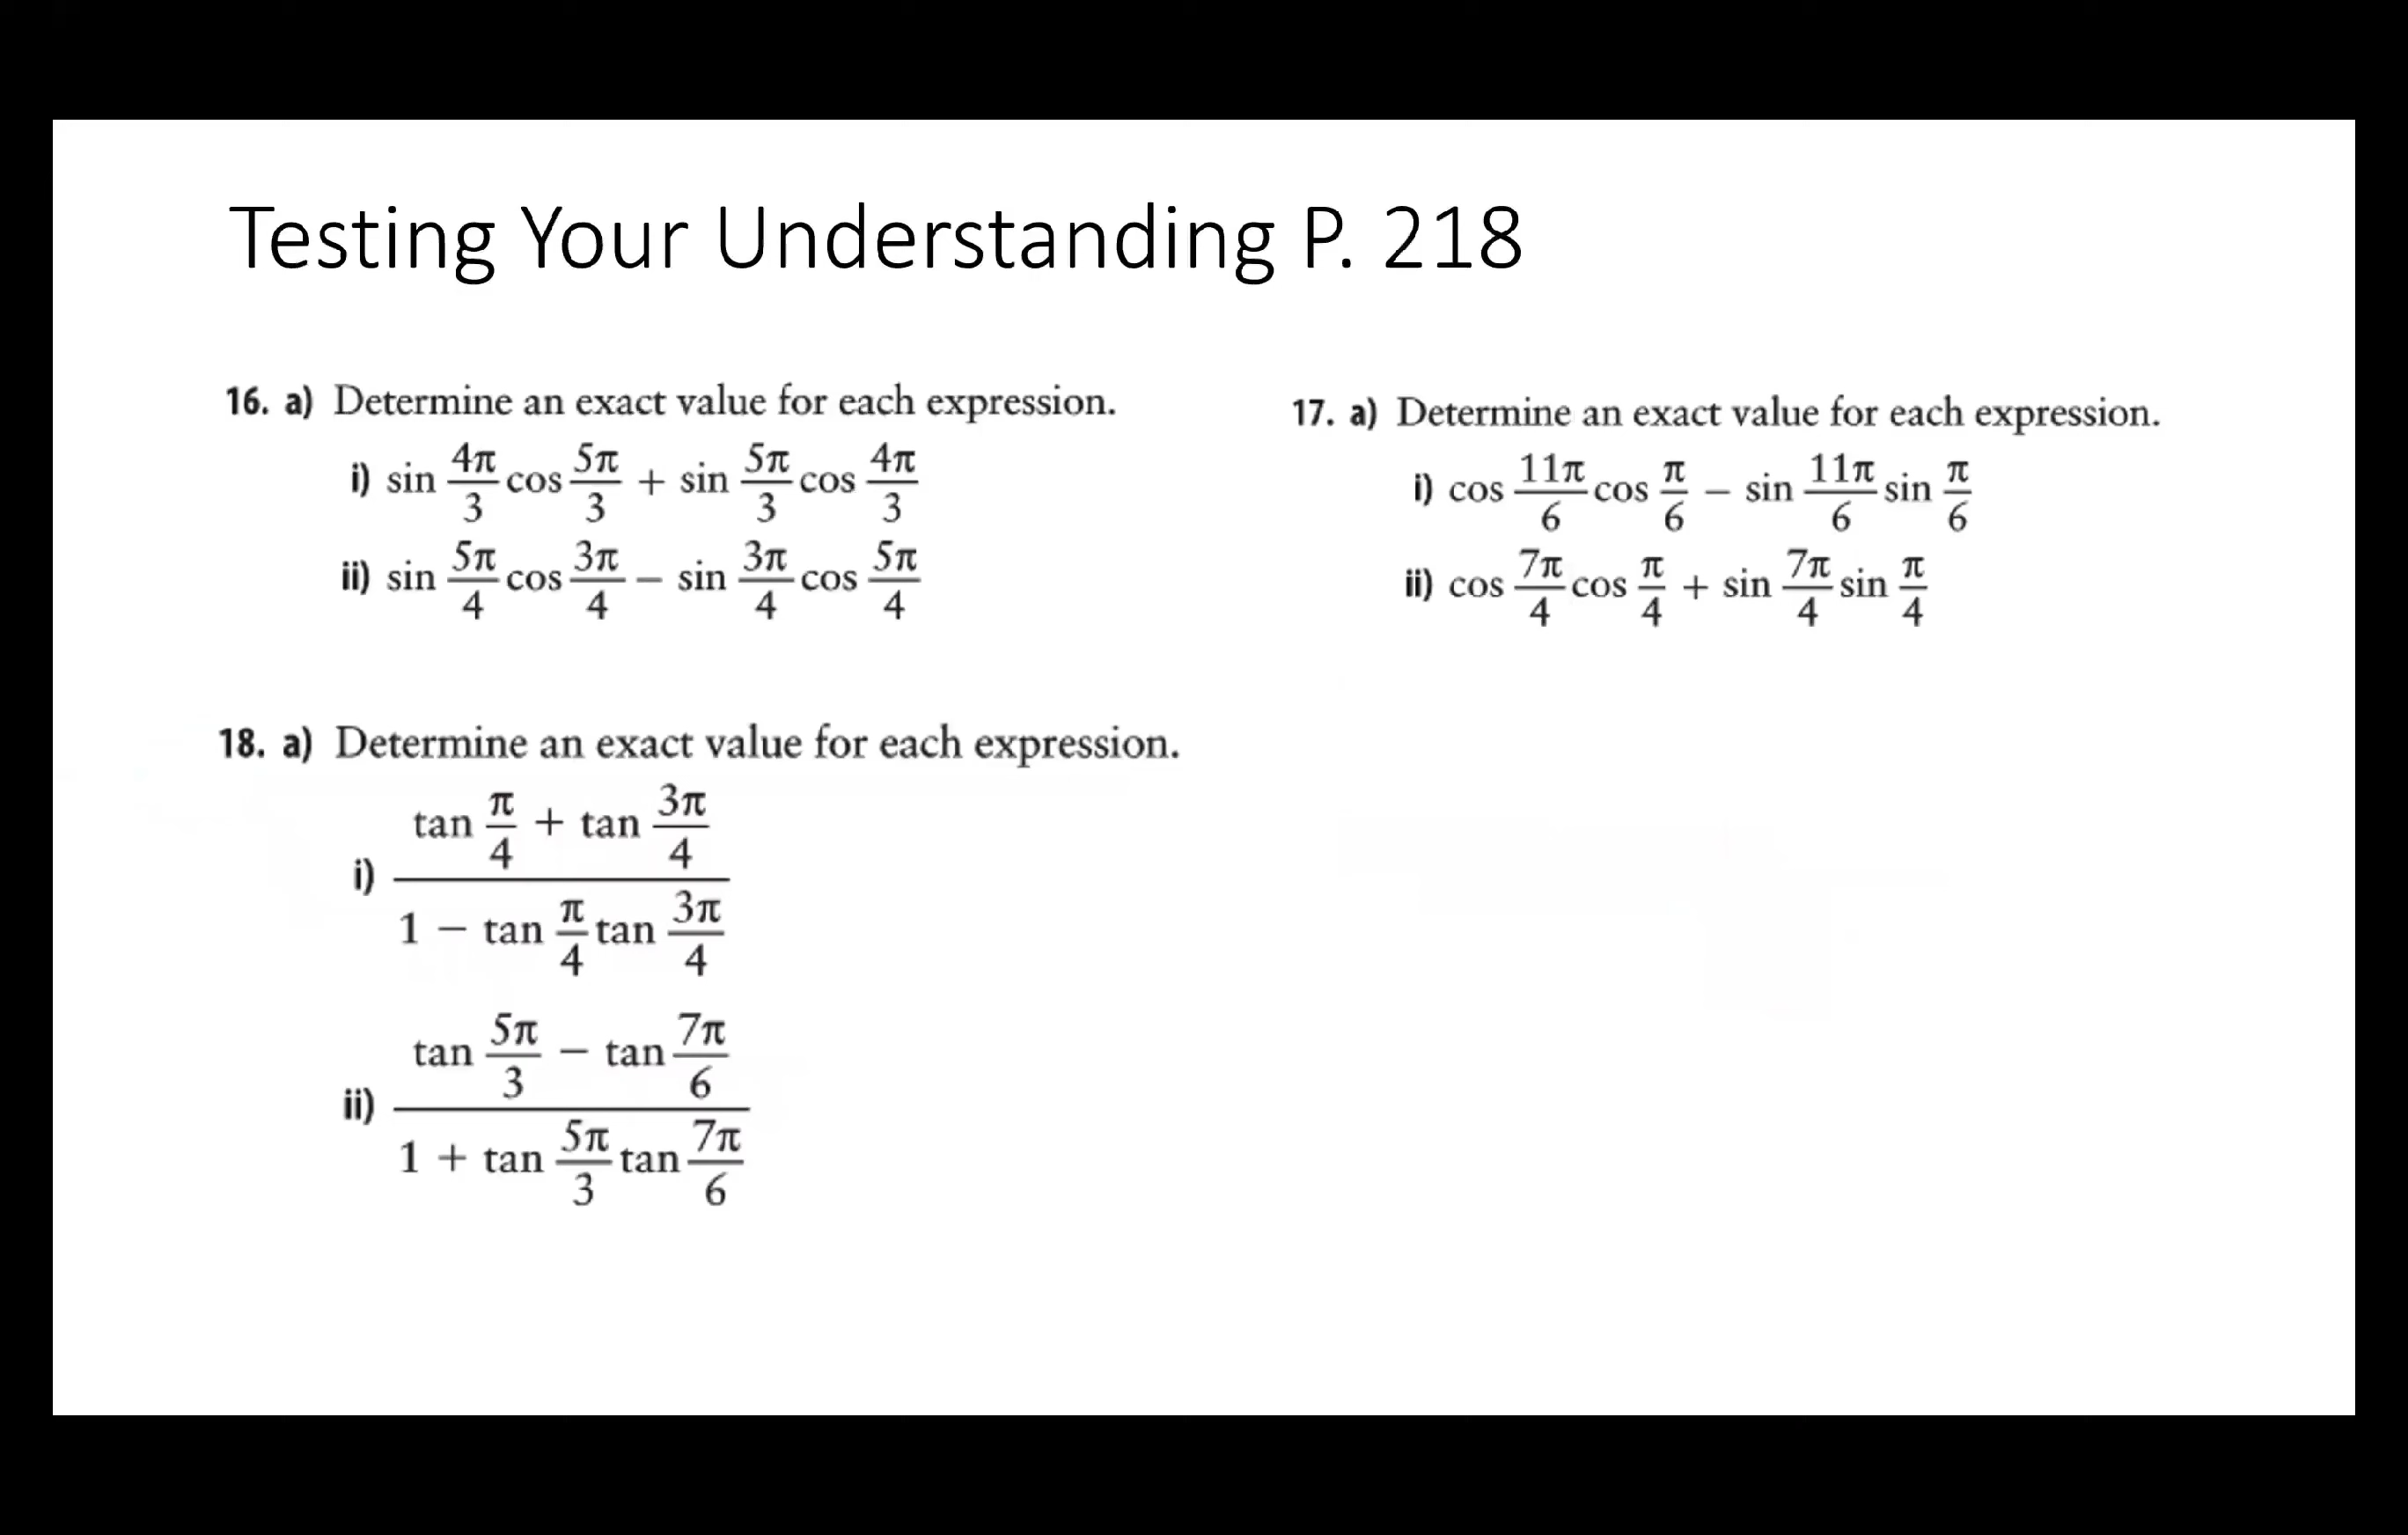 Testing Your Understanding P. 218
16. a) Determine an exact value for each expression.
i) sin 4π/3 cos 5π/3 + sin 5π/3 cos 4π/3
ii) sin 5π/4 cos 3π/4 − sin 3π/4 cos 5π/4
17. a) Determine an exact value for each expression.
i) cos 11π/6 cos π/6 − sin 11π/6 sin π/6
ii) cos 7π/4 cos π/4 + sin 7π/4 sin π/4
18. a) Determine an exact value for each expression.
i) (tan π/4 + tan 3π/4) / (1 − tan π/4 tan 3π/4)
ii) (tan 5π/3 − tan 7π/6) / (1 + tan 5π/3 tan 7π/6)